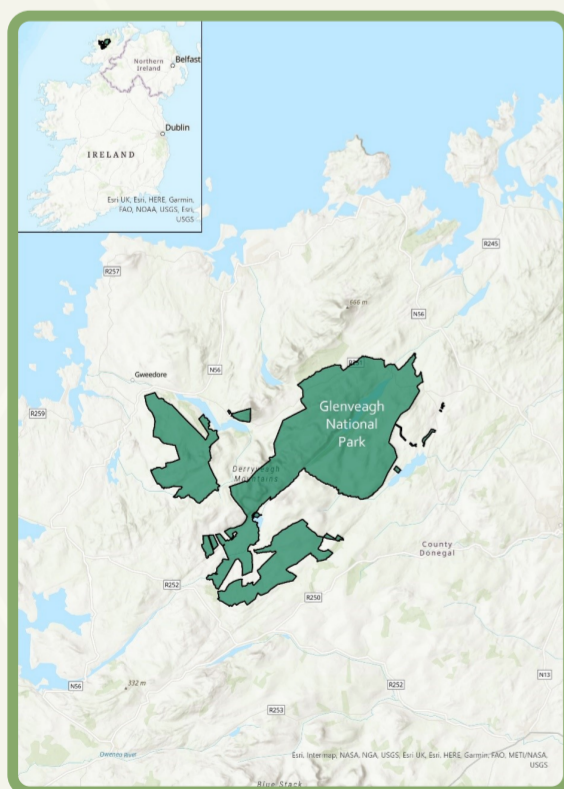 Northern
Ireland
Belfast
Dublin
IRELAND
Esri UK, Esri, HERE, Garmin,
FAO, NOAA, USGS, Esri,
USGS
R245
R257
666 m
N56
R251
N56
Gweedore
R259
Glenveagh
National
Park
Derryveagh
Mountains
County
Donegal
R252
R250
N13
N56
332 m
R252
R253
Owenea River
Esri, Intermap, NASA, NGA, USGS, Esri UK, Esri, HERE, Garmin, FAO, METI/NASA,
USGS
Blue Stack